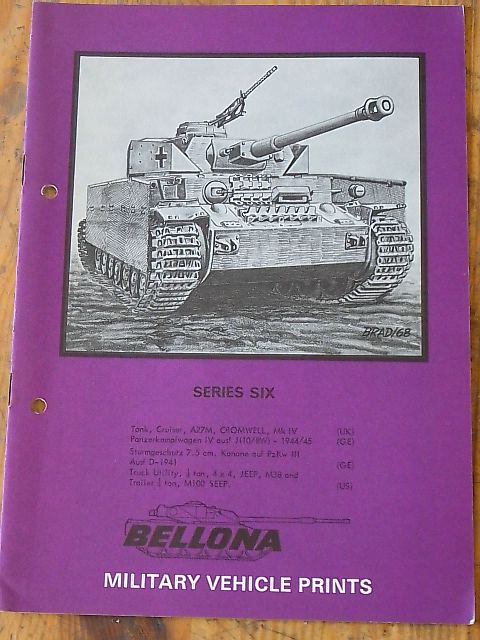 BRAD/68
SERIES SIX
Tank, Cruiser, A27M, CROMWELL, Mk IV (UK)
Panzerkampfwagen IV ausf J(10/BW) - 1944/45 (GE)
Sturmgeschutz 7.5 cm. Kanone auf PzKw III
Ausf D-1941 (GE)
Truck Utility, ¼ ton, 4 x 4, JEEP, M38 and
Trailer ¼ ton, M100 SEEP. (US)
BELLONA
MILITARY VEHICLE PRINTS